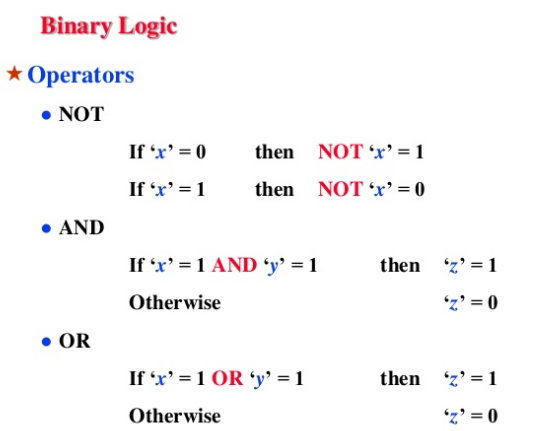 Binary Logic
★ Operators
● NOT
If ‘x’ = 0 then NOT ‘x’ = 1
If ‘x’ = 1 then NOT ‘x’ = 0
● AND
If ‘x’ = 1 AND ‘y’ = 1 then ‘z’ = 1
Otherwise ‘z’ = 0
● OR
If ‘x’ = 1 OR ‘y’ = 1 then ‘z’ = 1
Otherwise ‘z’ = 0